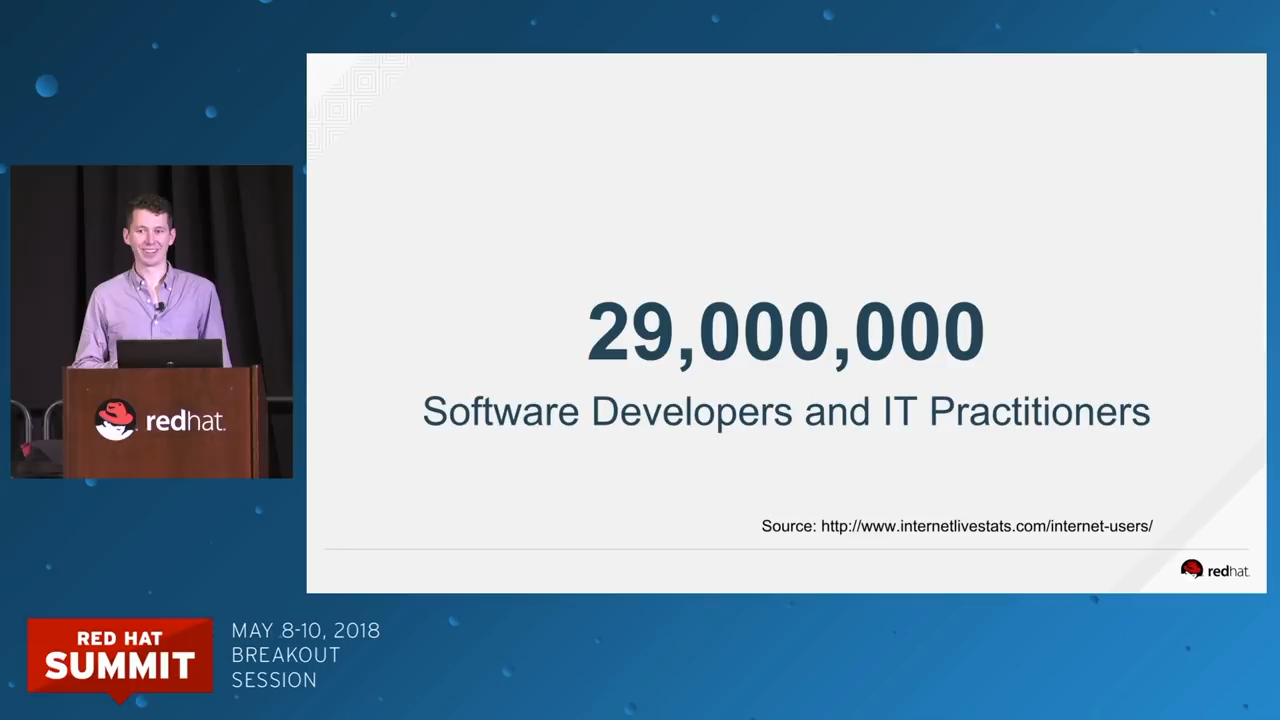 29,000,000
Software Developers and IT Practitioners
Source: http://www.internetlivestats.com/internet-users/
redhat.
redhat.
RED HAT
SUMMIT
MAY 8-10, 2018
BREAKOUT
SESSION